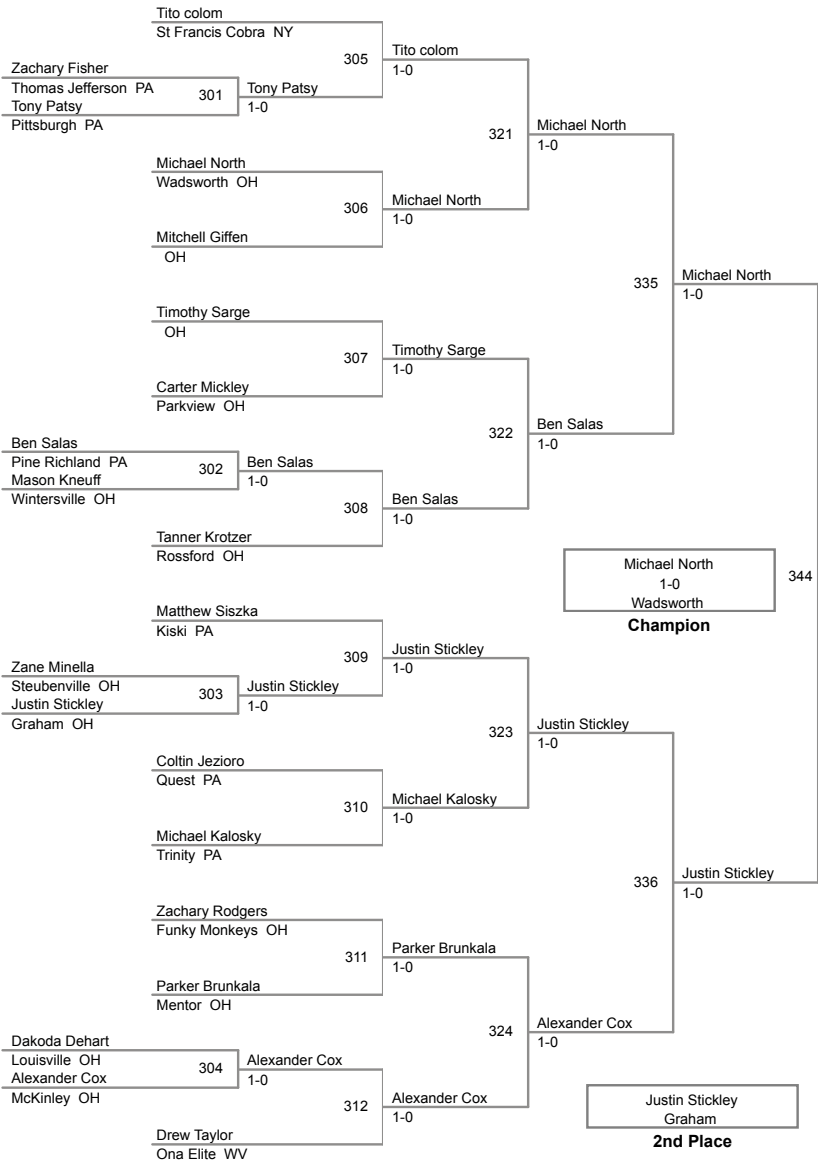 Tito colom
St Francis Cobra  NY
305
Tito colom
1-0
Zachary Fisher
Thomas Jefferson  PA
301
Tony Patsy
1-0
Tony Patsy
Pittsburgh  PA
321
Michael North
1-0
Michael North
Wadsworth  OH
306
Michael North
1-0
Mitchell Giffen
OH
335
Michael North
1-0
Timothy Sarge
OH
307
Timothy Sarge
1-0
Carter Mickley
Parkview  OH
322
Ben Salas
1-0
Ben Salas
Pine Richland  PA
302
Ben Salas
1-0
Mason Kneuff
Wintersville  OH
308
Ben Salas
1-0
Tanner Krotzer
Rossford  OH
Michael North
1-0
Wadsworth
Champion
344
Matthew Siszka
Kiski  PA
309
Justin Stickley
1-0
Zane Minella
Steubenville  OH
303
Justin Stickley
1-0
Justin Stickley
Graham  OH
323
Justin Stickley
1-0
Coltin Jezioro
Quest  PA
310
Michael Kalosky
1-0
Michael Kalosky
Trinity  PA
336
Justin Stickley
1-0
Zachary Rodgers
Funky Monkeys  OH
311
Parker Brunkala
1-0
Parker Brunkala
Mentor  OH
324
Alexander Cox
1-0
Dakoda Dehart
Louisville  OH
304
Alexander Cox
1-0
Alexander Cox
McKinley  OH
312
Alexander Cox
1-0
Drew Taylor
Ona Elite  WV
Justin Stickley
Graham
2nd Place